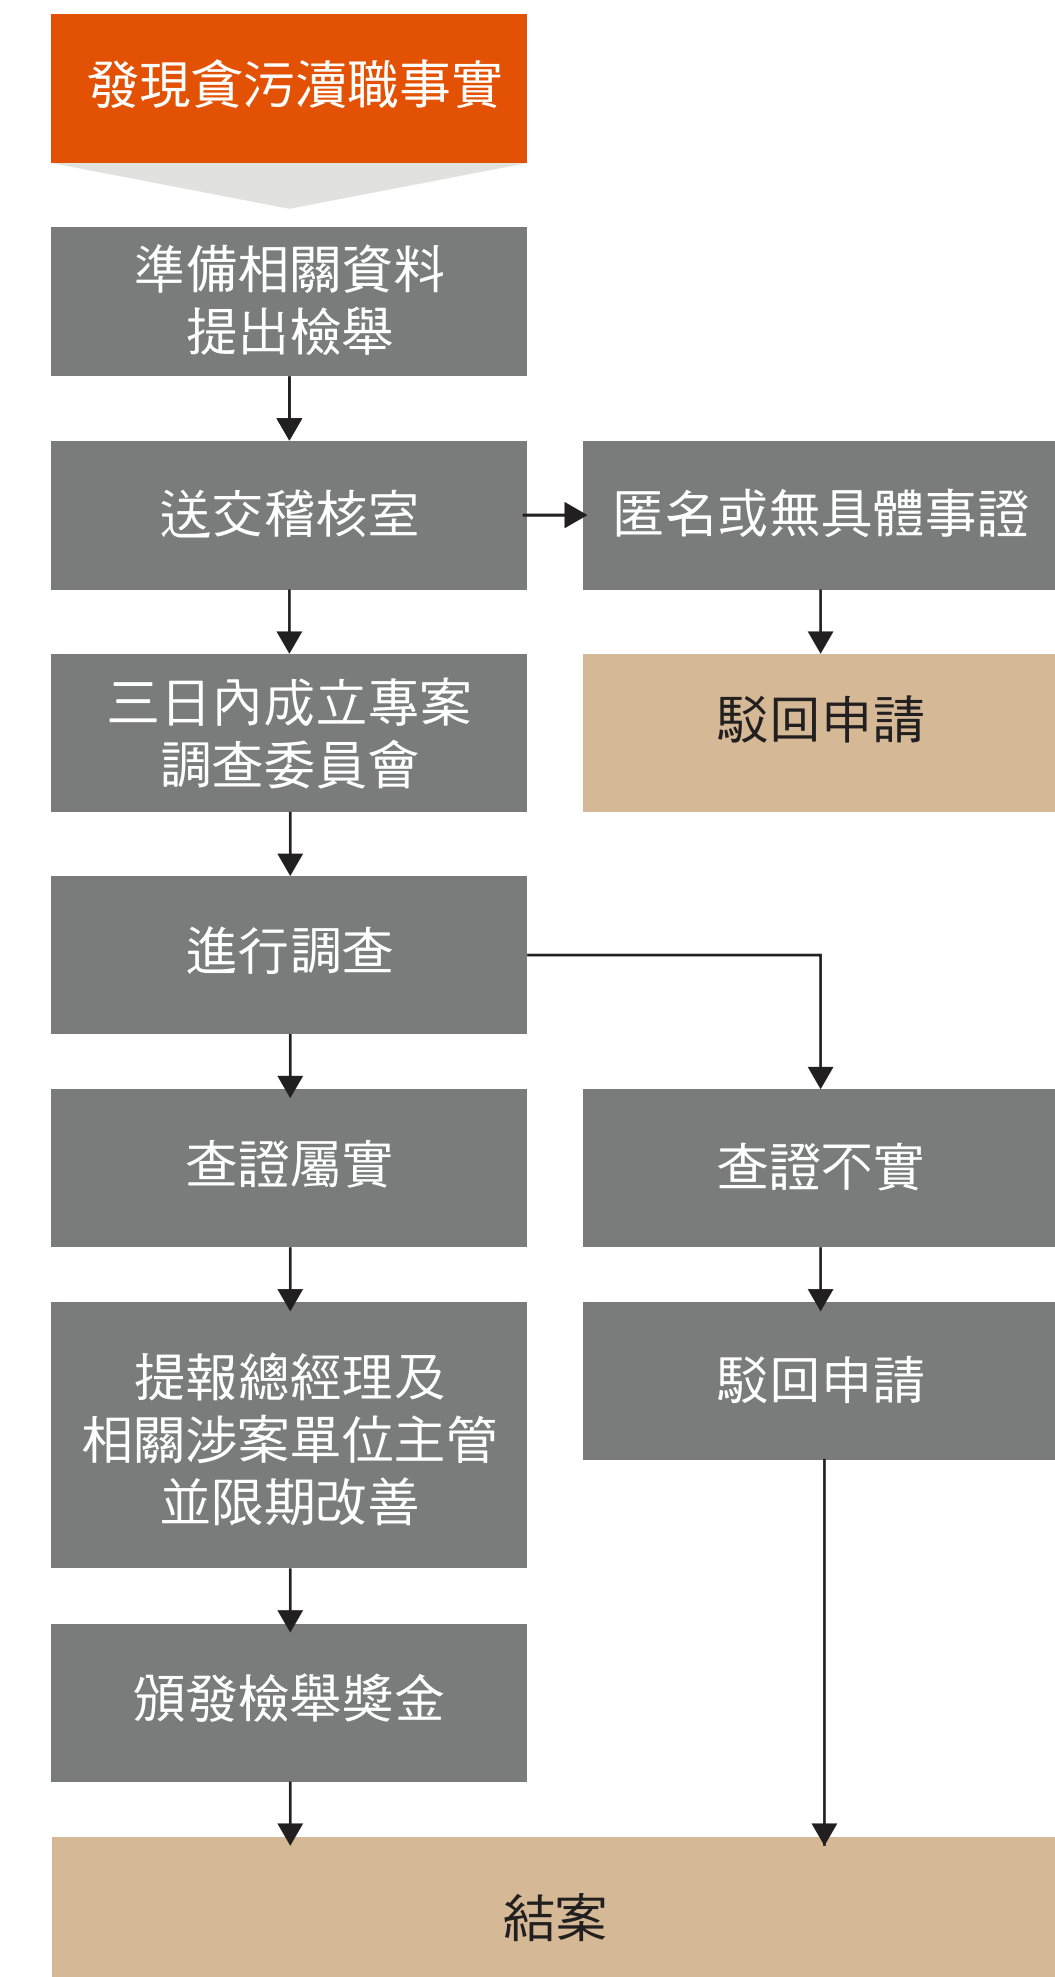 發現貪污瀆職事實
準備相關資料
提出檢舉
送交稽核室
匿名或無具體事證
三日內成立專案
調查委員會
駁回申請
進行調查
查證屬實
查證不實
提報總經理及
相關涉案單位主管
並限期改善
駁回申請
頒發檢舉獎金
結案